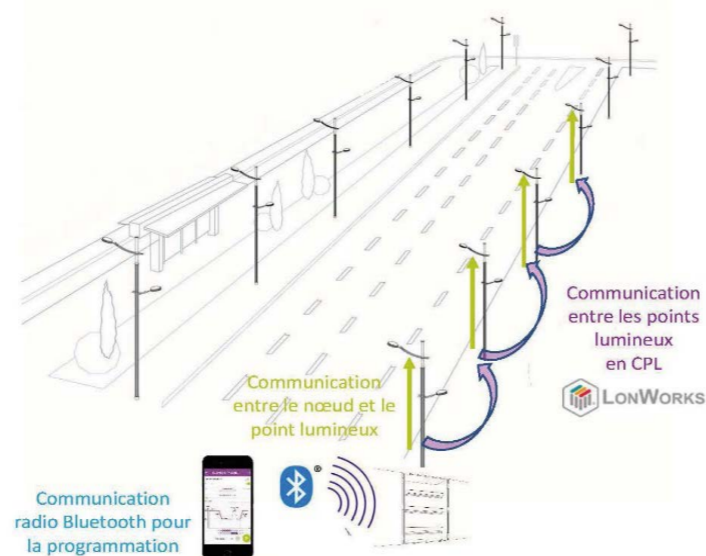 Communication
entre les points
lumineux
en CPL
LONWORKS
Communication
entre le nœud et le
point lumineux
®
Communication
radio Bluetooth pour
la programmation